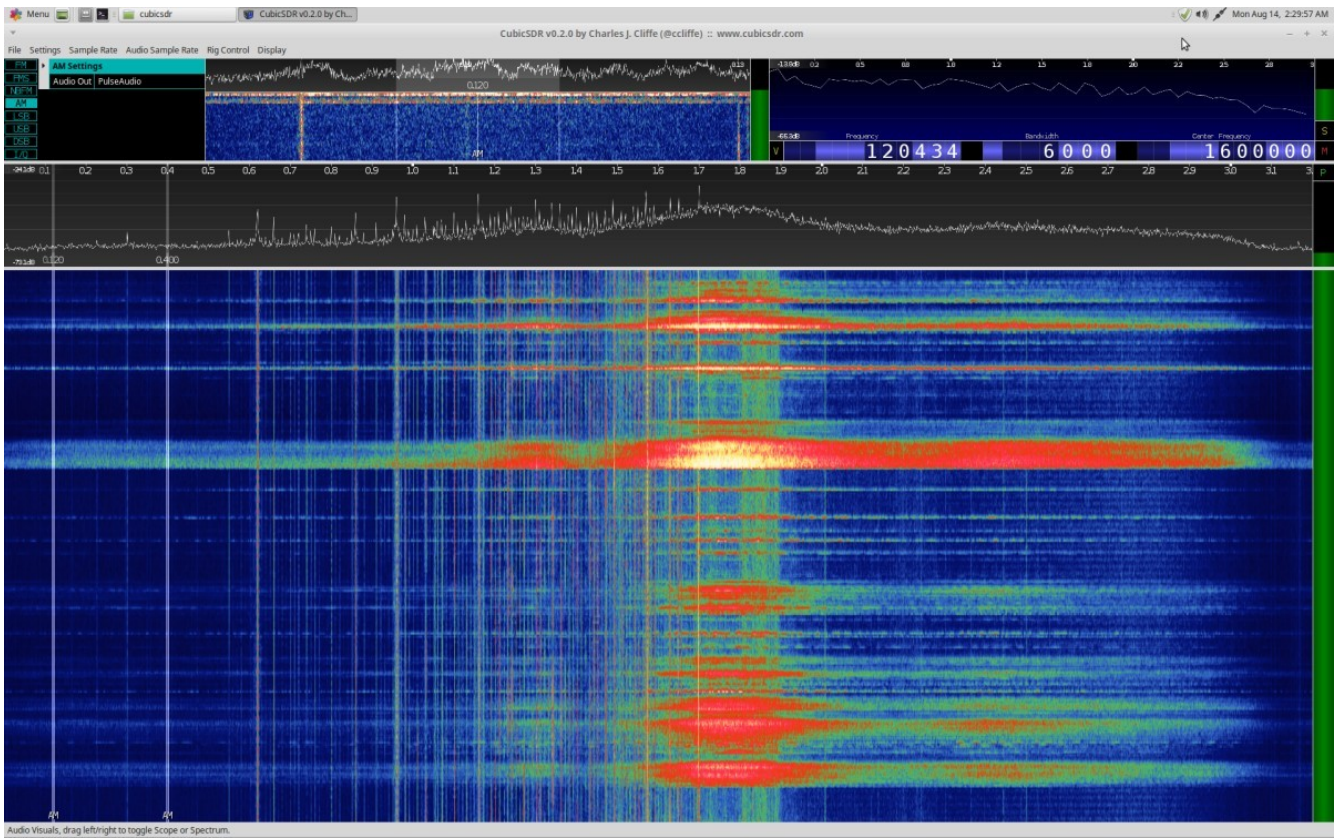 Menu cubicsdr CubicSDR v0.2.0 by Ch... Mon Aug 14, 2:29:57 AM
CubicSDR v0.2.0 by Charles J. Cliffe (@ccliffe) :: www.cubicsdr.com
File Settings Sample Rate Audio Sample Rate Rig Control Display
FM
FMS
NBFM
AM
LSB
USB
DSB
I/Q
AM Settings
Audio Out PulseAudio
0.120
AM
Frequency Bandwidth Center Frequency
V 120434 6000 1600000 M
S
P
0.1 0.2 0.3 0.4 0.5 0.6 0.7 0.8 0.9 1.0 1.1 1.2 1.3 1.4 1.5 1.6 1.7 1.8 1.9 2.0 2.1 2.2 2.3 2.4 2.5 2.6 2.7 2.8 2.9 3.0 3.1
0.120 0.400
AM AM
Audio Visuals, drag left/right to toggle Scope or Spectrum.